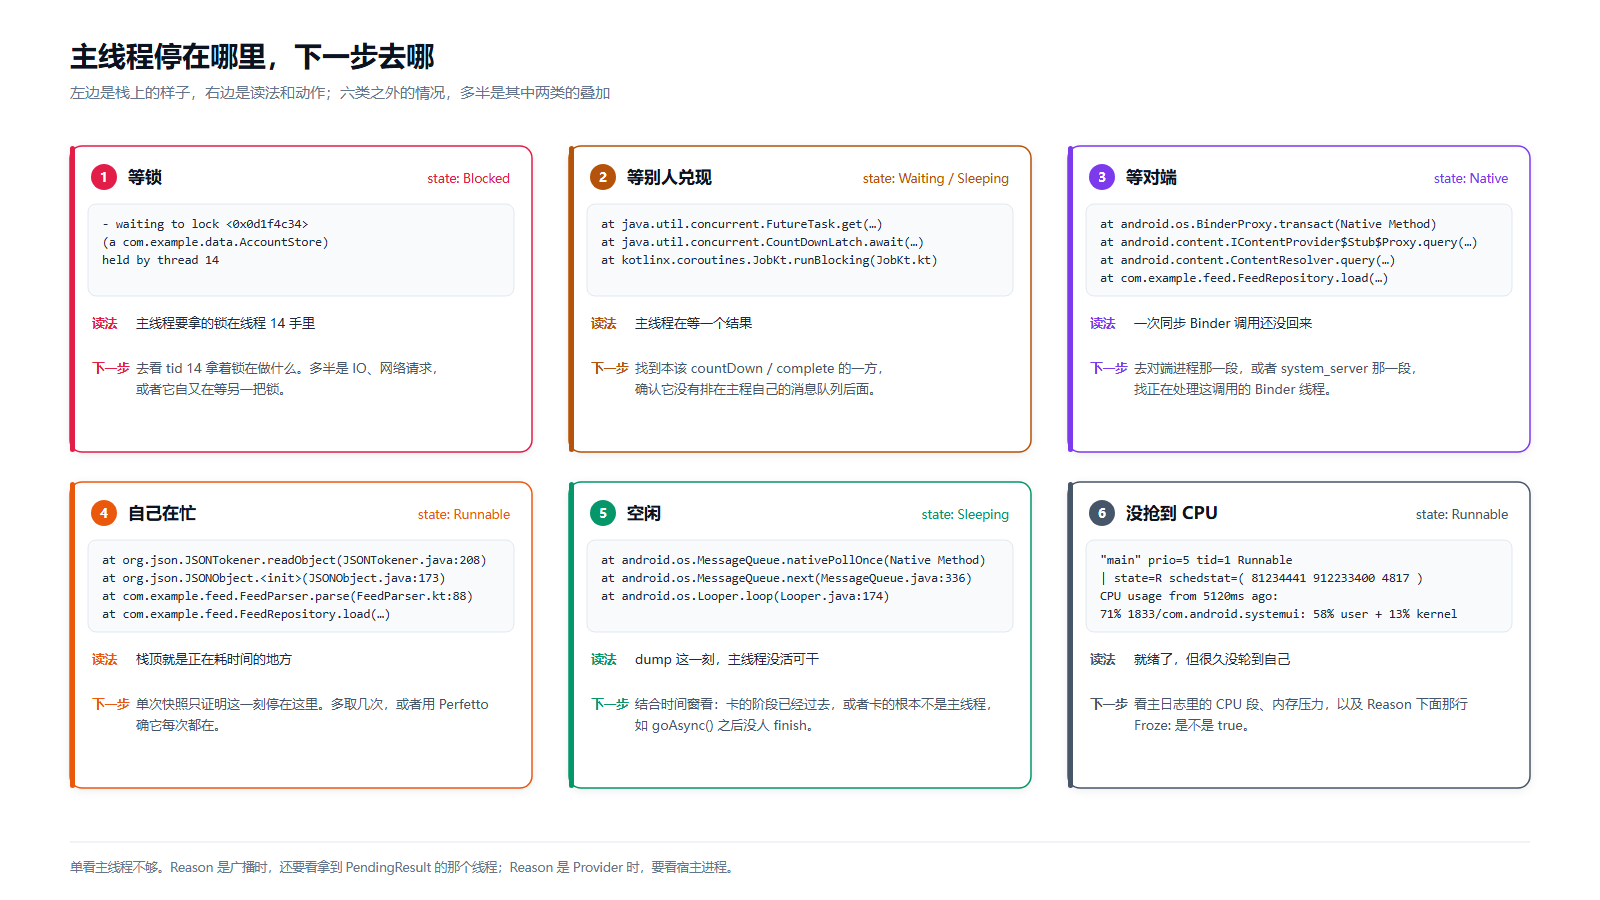 主线程停在哪里，下一步去哪
左边是栈上的样子，右边是读法和动作；六类之外的情况，多半是其中两类的叠加
1 等锁 state: Blocked
- waiting to lock <0x0d1f4c34>
(a com.example.data.AccountStore)
held by thread 14
读法 主线程要拿的锁在线程 14 手里
下一步 去看 tid 14 拿着锁在做什么。多半是 IO、网络请求，
或者它自又在等另一把锁。
2 等别人兑现 state: Waiting / Sleeping
at java.util.concurrent.FutureTask.get(…)
at java.util.concurrent.CountDownLatch.await(…)
at kotlinx.coroutines.JobKt.runBlocking(JobKt.kt)
读法 主线程在等一个结果
下一步 找到本该 countDown / complete 的一方，
确认它没有排在主程自己的消息队列后面。
3 等对端 state: Native
at android.os.BinderProxy.transact(Native Method)
at android.content.IContentProvider$Stub$Proxy.query(…)
at android.content.ContentResolver.query(…)
at com.example.feed.FeedRepository.load(…)
读法 一次同步 Binder 调用还没回来
下一步 去对端进程那一段，或者 system_server 那一段，
找正在处理这调用的 Binder 线程。
4 自己在忙 state: Runnable
at org.json.JSONTokener.readObject(JSONTokener.java:208)
at org.json.JSONObject.<init>(JSONObject.java:173)
at com.example.feed.FeedParser.parse(FeedParser.kt:88)
at com.example.feed.FeedRepository.load(…)
读法 栈顶就是正在耗时间的地方
下一步 单次快照只证明这一刻停在这里。多取几次，或者用 Perfetto
确它每次都在。
5 空闲 state: Sleeping
at android.os.MessageQueue.nativePollOnce(Native Method)
at android.os.MessageQueue.next(MessageQueue.java:336)
at android.os.Looper.loop(Looper.java:174)
读法 dump 这一刻，主线程没活可干
下一步 结合时间窗看：卡的阶段已经过去，或者卡的根本不是主线程，
如 goAsync() 之后没人 finish。
6 没抢到 CPU state: Runnable
"main" prio=5 tid=1 Runnable
| state=R schedstat=( 81234441 912233400 4817 )
CPU usage from 5120ms ago:
71% 1833/com.android.systemui: 58% user + 13% kernel
读法 就绪了，但很久没轮到自己
下一步 看主日志里的 CPU 段、内存压力，以及 Reason 下面那行
Froze: 是不是 true。
单看主线程不够。Reason 是广播时，还要看拿到 PendingResult 的那个线程；Reason 是 Provider 时，要看宿主进程。